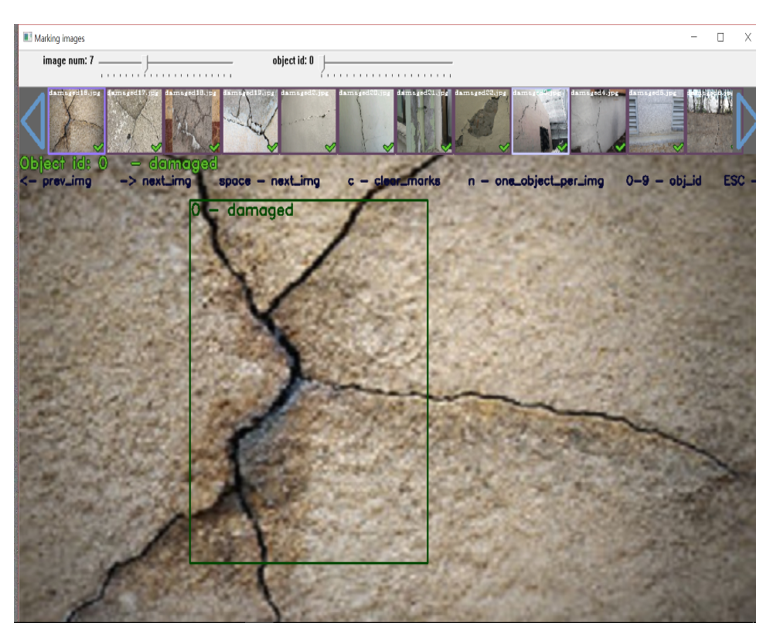 Marking images
image num: 7
object id: 0
damaged16.jpg damaged17.jpg damaged18.jpg damaged19.jpg damaged2.jpg damaged20.jpg damaged21.jpg damaged22.jpg damaged4.jpg damaged5.jpg
Object id: 0 - damaged
<- prev_img -> next_img space - next_img c - clear_marks n - one_object_per_img 0-9 - obj_id ESC -
0 - damaged